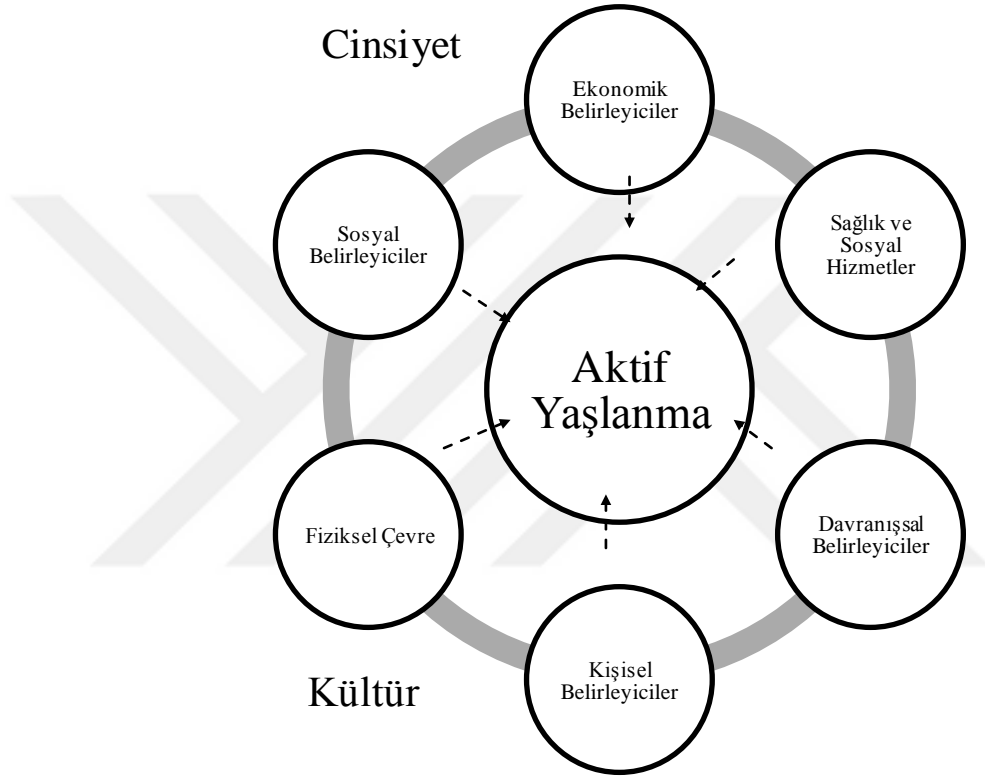 Cinsiyet
Ekonomik
Belirleyiciler
Sosyal
Belirleyiciler
Sağlık ve
Sosyal
Hizmetler
Aktif
Yaşlanma
Fiziksel Çevre
Davranışsal
Belirleyiciler
Kişisel
Belirleyiciler
Kültür